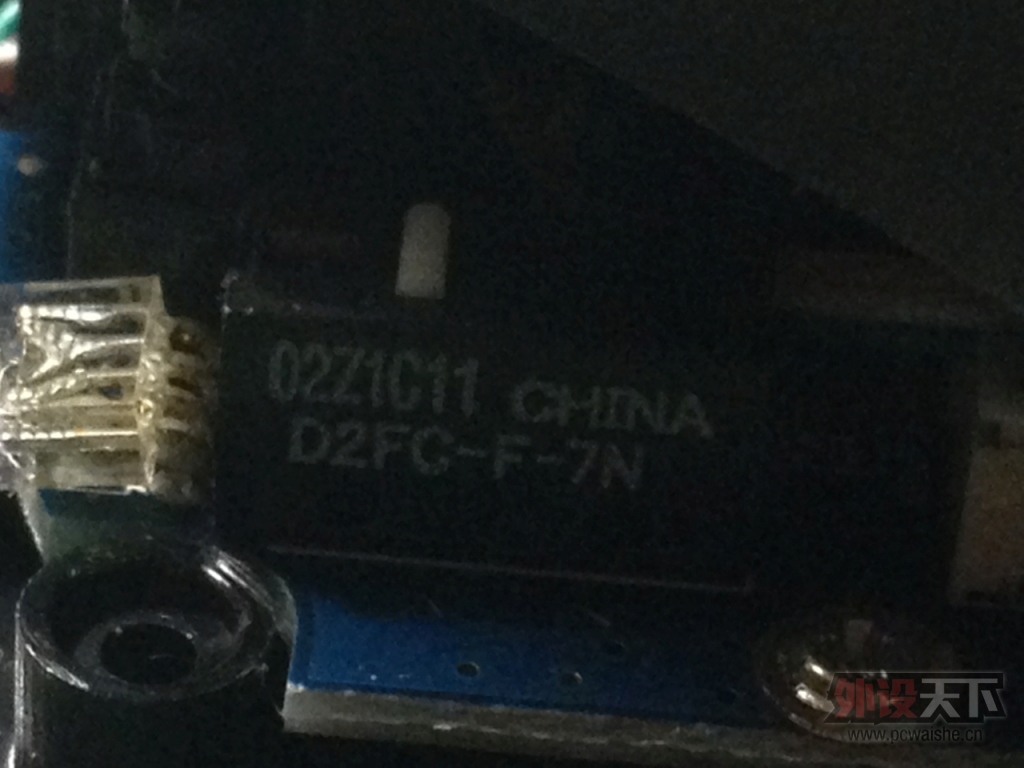 02Z1C11 CHINA
D2FC-F-7N
外设天下
www.pcwaishe.cn